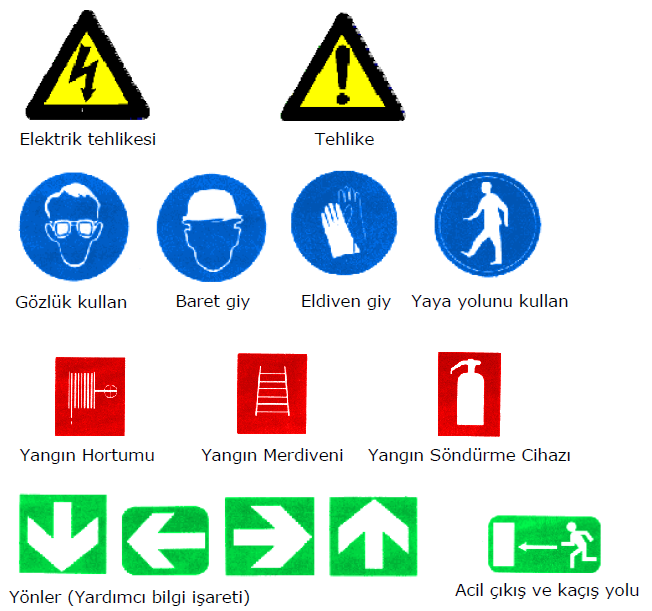 Elektrik tehlikesi
Tehlike
Gözlük kullan
Baret giy
Eldiven giy
Yaya yolunu kullan
Yangın Hortumu
Yangın Merdiveni
Yangın Söndürme Cihazı
Yönler (Yardımcı bilgi işareti)
Acil çıkış ve kaçış yolu